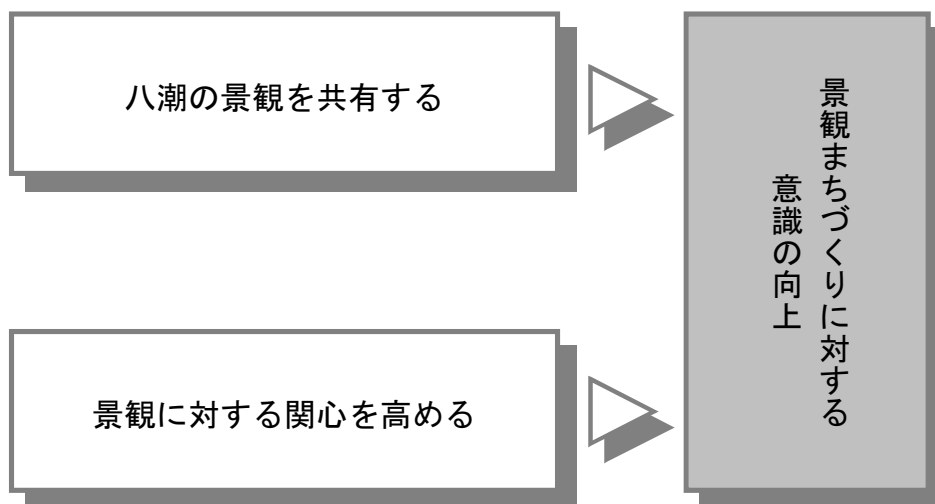 八潮の景観を共有する
景観に対する関心を高める
景観まちづくりに対する
意識の向上